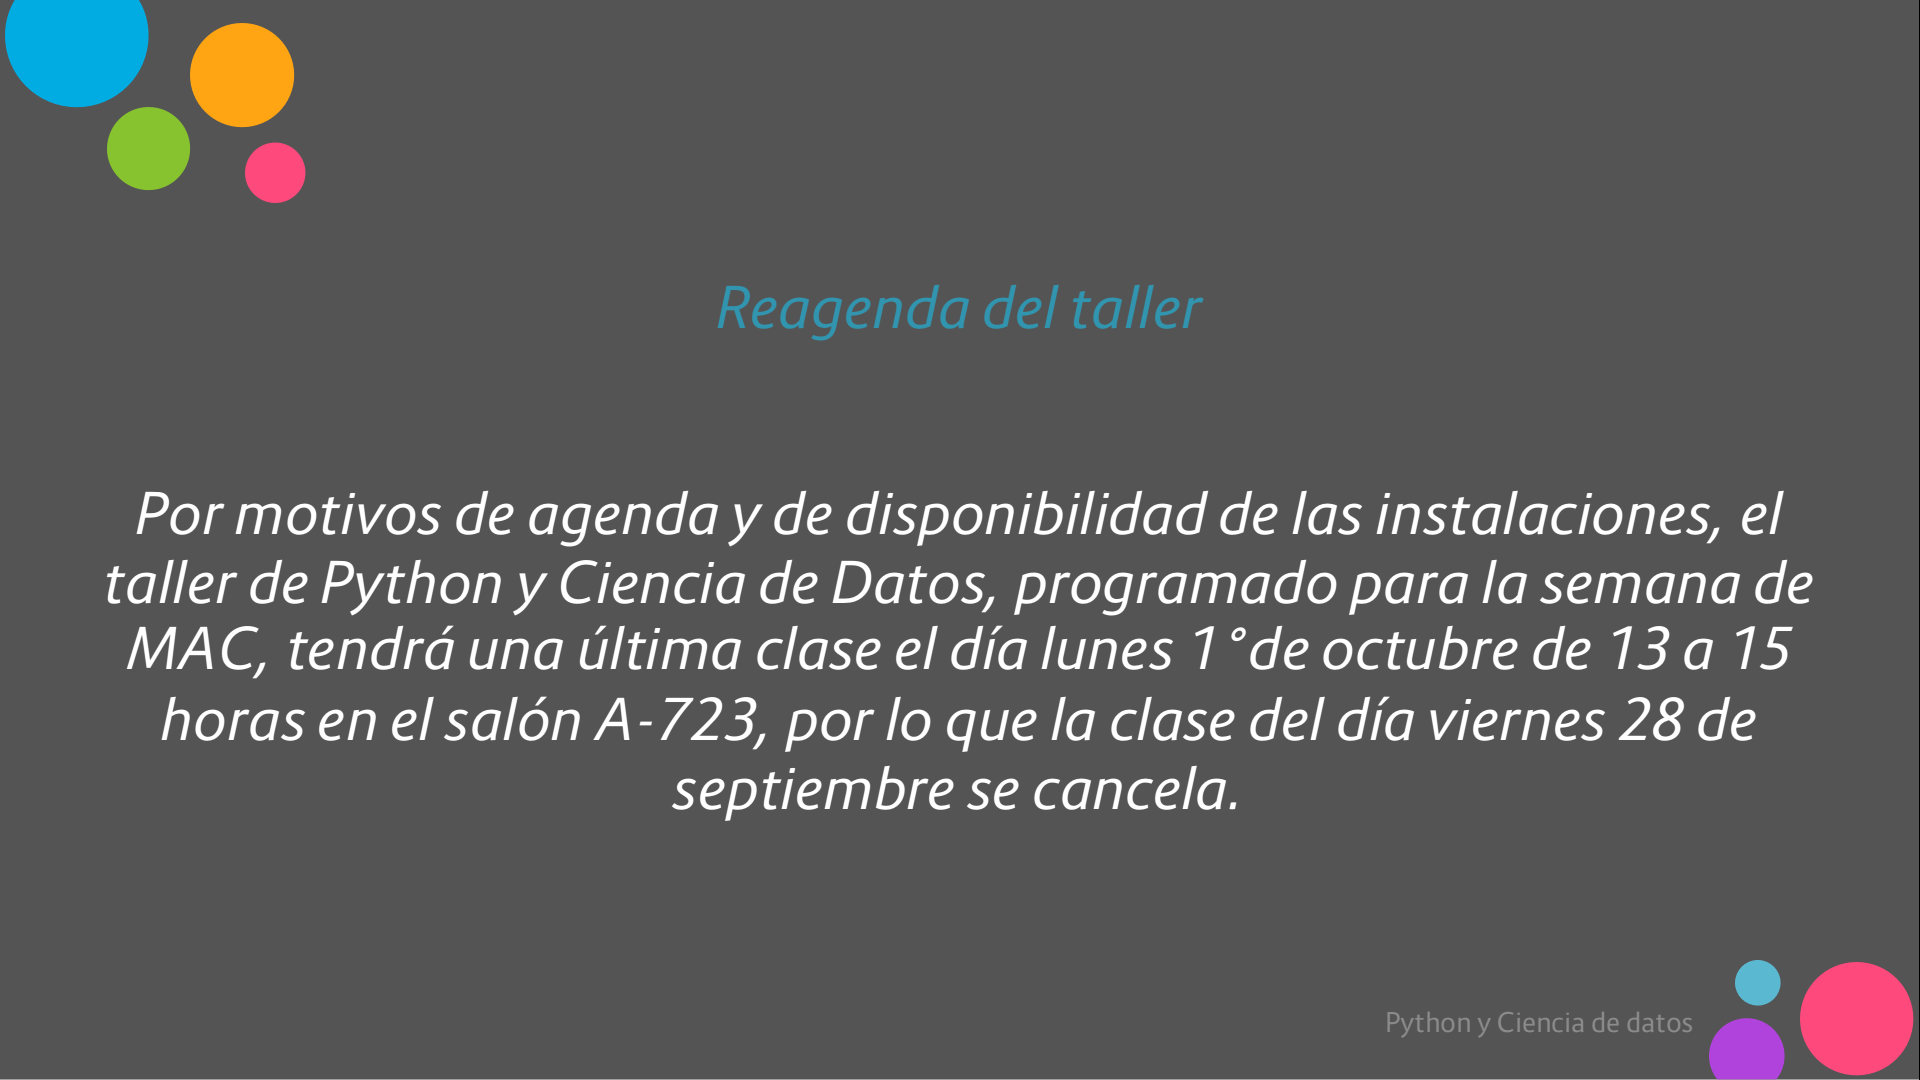 Reagenda del taller
Por motivos de agenda y de disponibilidad de las instalaciones, el
taller de Python y Ciencia de Datos, programado para la semana de
MAC, tendrá una última clase el día lunes 1° de octubre de 13 a 15
horas en el salón A-723, por lo que la clase del día viernes 28 de
septiembre se cancela.
Python y Ciencia de datos